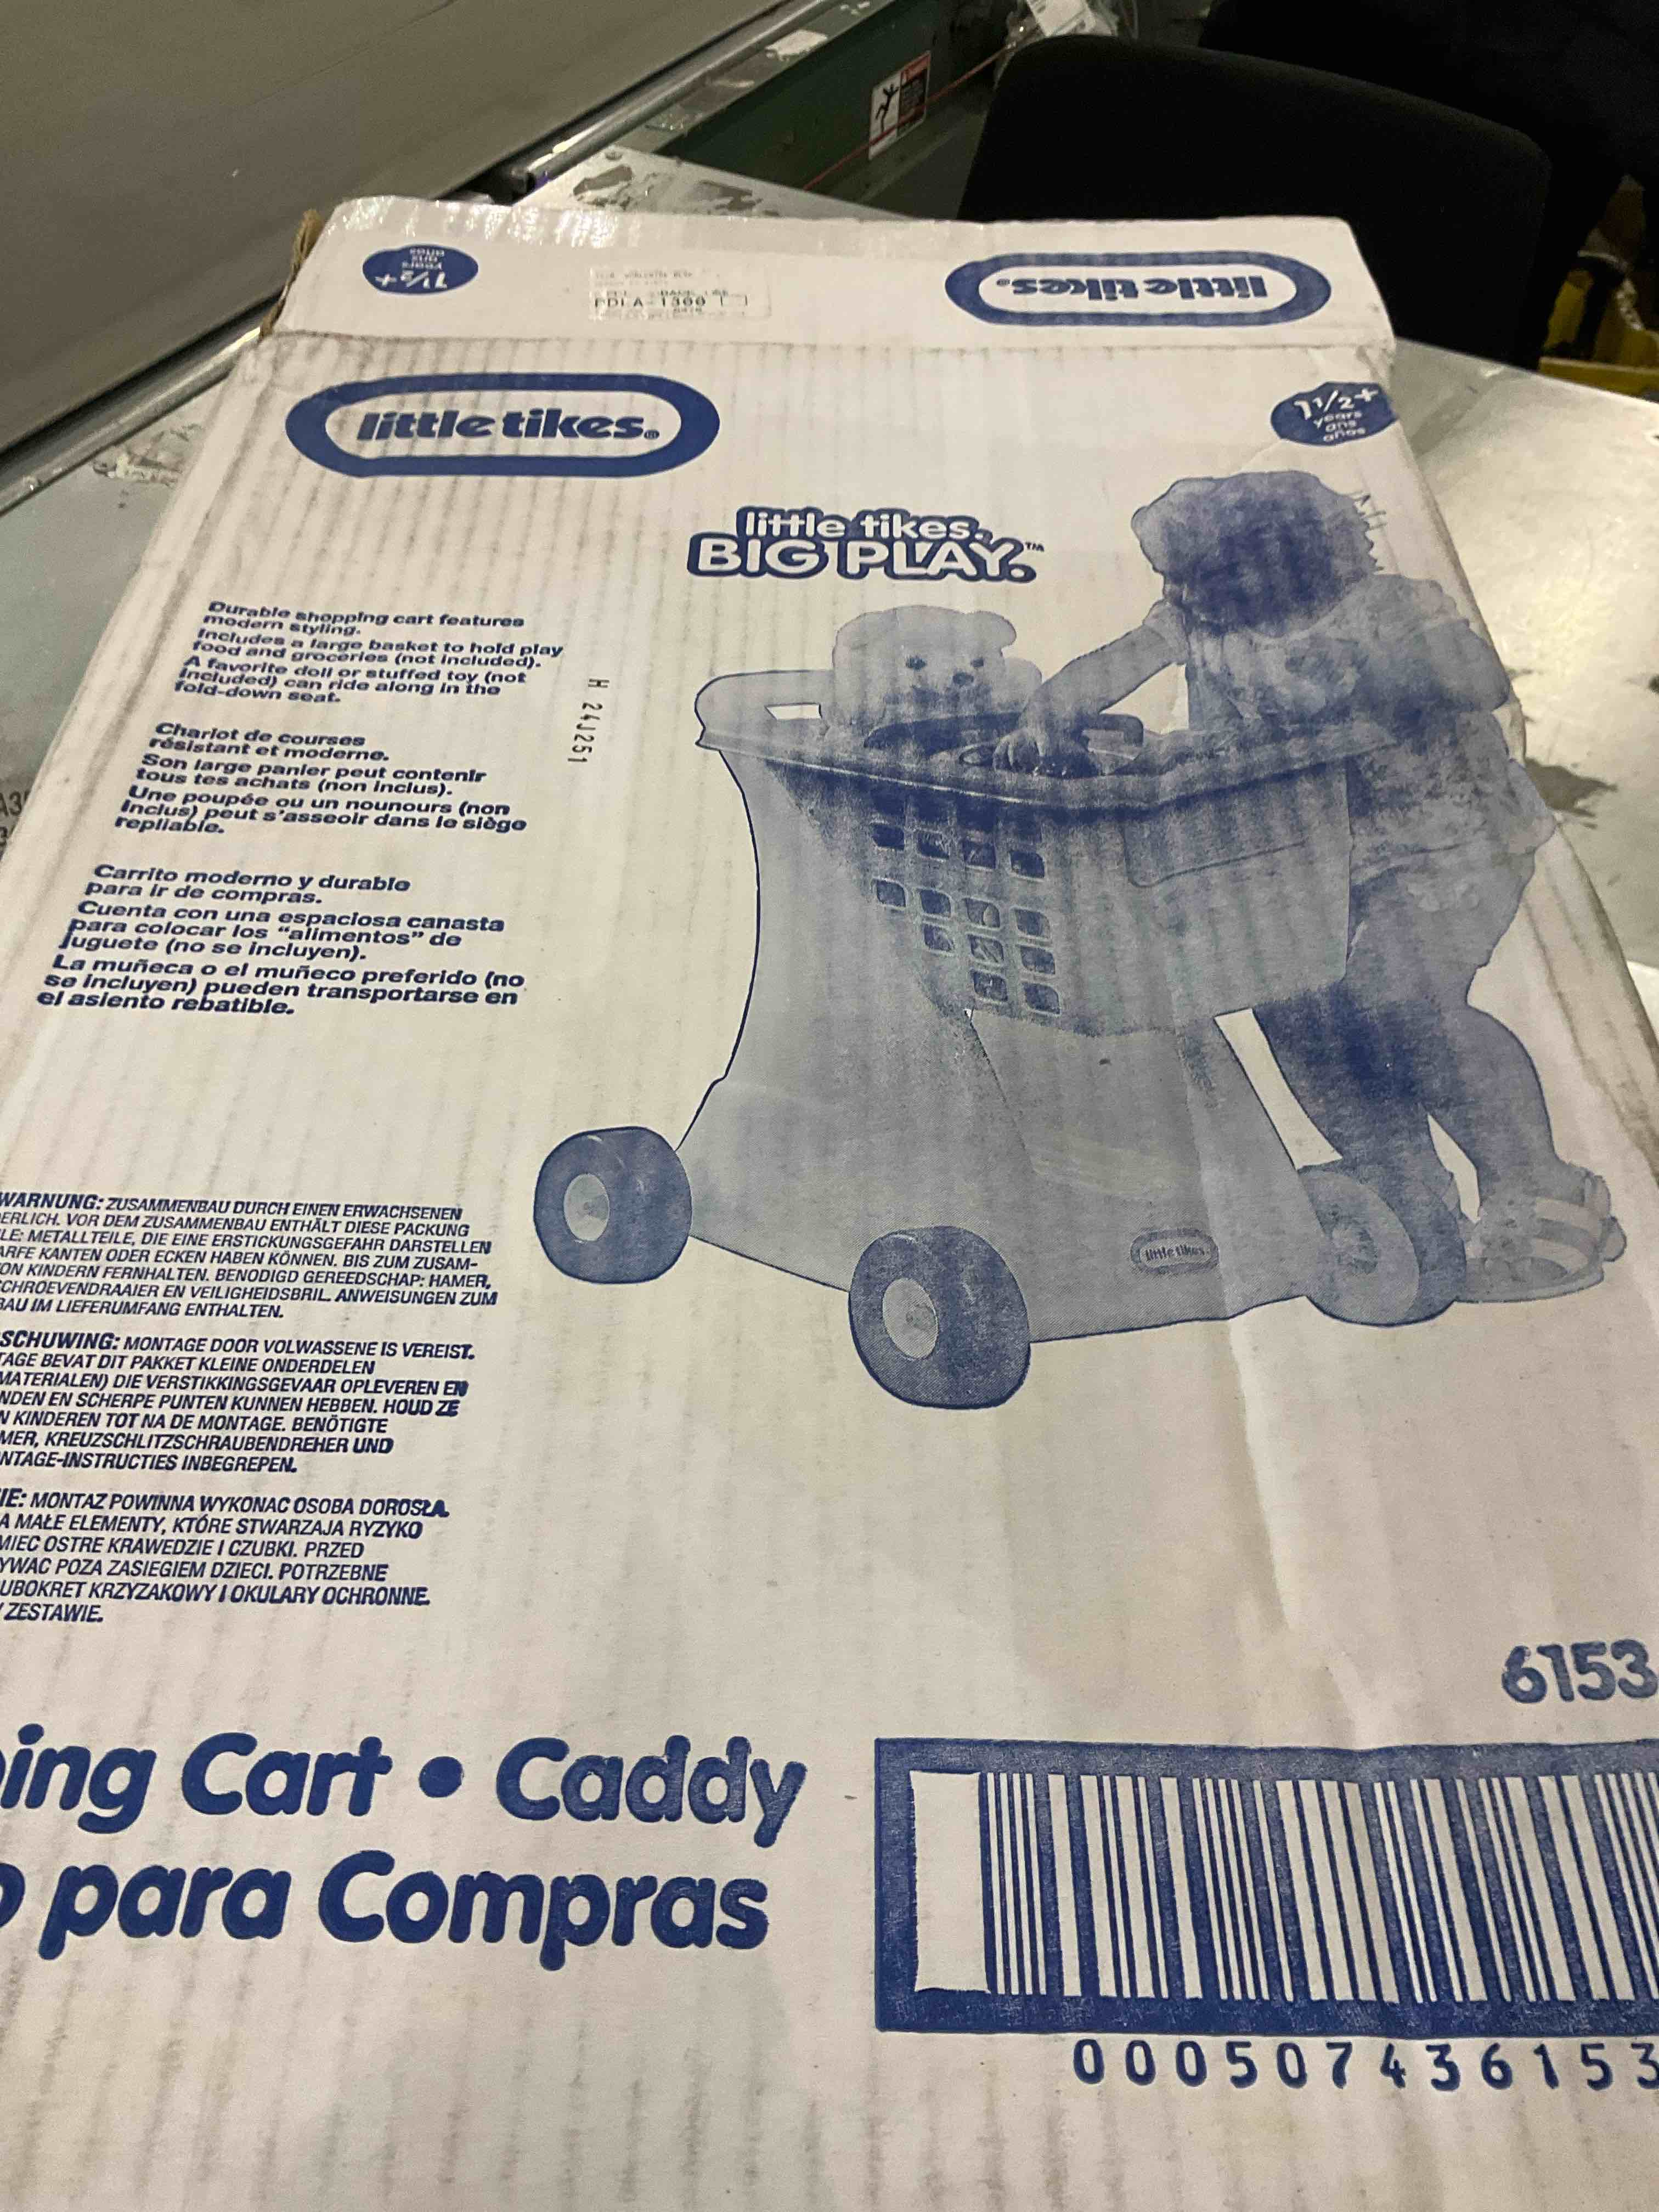 1½+
years
ans
años
PDLA-1300
little tikes®
little tikes®
1½+
years
ans
años
little tikes®
BIG PLAY™
Durable shopping cart features
modern styling.
Includes a large basket to hold play
food and groceries (not included).
A favorite doll or stuffed toy (not
included) can ride along in the
fold-down seat.
H 24J251
Chariot de courses
résistant et moderne.
Son large panier peut contenir
tous tes achats (non inclus).
Une poupée ou un nounours (non
inclus) peut s'asseoir dans le siège
repliable.
Carrito moderno y durable
para ir de compras.
Cuenta con una espaciosa canasta
para colocar los “alimentos” de
juguete (no se incluyen).
La muñeca o el muñeco preferido (no
se incluyen) pueden transportarse en
el asiento rebatible.
WARNUNG: ZUSAMMENBAU DURCH EINEN ERWACHSENEN
ERLICH. VOR DEM ZUSAMMENBAU ENTHÄLT DIESE PACKUNG
LE: METALLTEILE, DIE EINE ERSTICKUNGSGEFAHR DARSTELLEN
ARFE KANTEN ODER ECKEN HABEN KÖNNEN. BIS ZUM ZUSAM-
ON KINDERN FERNHALTEN. BENODIGD GEREEDSCHAP: HAMER,
CHROEVENDRAAIER EN VEILIGHEIDSBRIL. ANWEISUNGEN ZUM
BAU IM LIEFERUMFANG ENTHALTEN.
SCHUWING: MONTAGE DOOR VOLWASSENE IS VEREIST.
TAGE BEVAT DIT PAKKET KLEINE ONDERDELEN
MATERIALEN) DIE VERSTIKKINGSGEVAAR OPLEVEREN EN
NDEN EN SCHERPE PUNTEN KUNNEN HEBBEN. HOUD ZE
N KINDEREN TOT NA DE MONTAGE. BENÖTIGTE
MER, KREUZSCHLITZSCHRAUBENDREHER UND
NTAGE-INSTRUCTIES INBEGREPEN.
IE: MONTAZ POWINNA WYKONAC OSOBA DOROSŁA.
A MAŁE ELEMENTY, KTÓRE STWARZAJA RYZYKO
MIEC OSTRE KRAWEDZIE I CZUBKI. PRZED
YWAC POZA ZASIEGIEM DZIECI. POTRZEBNE
UBOKRET KRZYZAKOWY I OKULARY OCHRONNE.
ZESTAWIE.
little tikes
6153
ing Cart • Caddy
o para Compras
000507436153